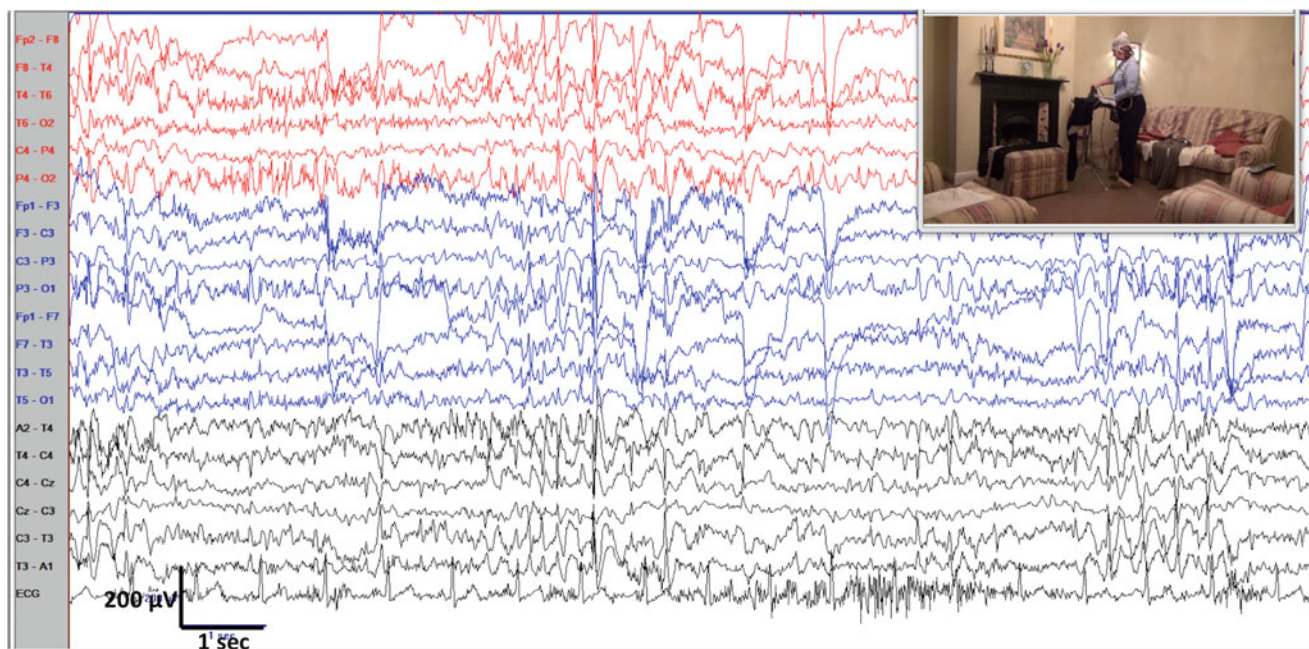 Fp2 - F8
F8 - T4
T4 - T6
T6 - O2
C4 - P4
P4 - O2
Fp1 - F3
F3 - C3
C3 - P3
P3 - O1
Fp1 - F7
F7 - T3
T3 - T5
T5 - O1
A2 - T4
T4 - C4
C4 - Cz
Cz - C3
C3 - T3
T3 - A1
ECG
200 µV
1 sec
1 sec